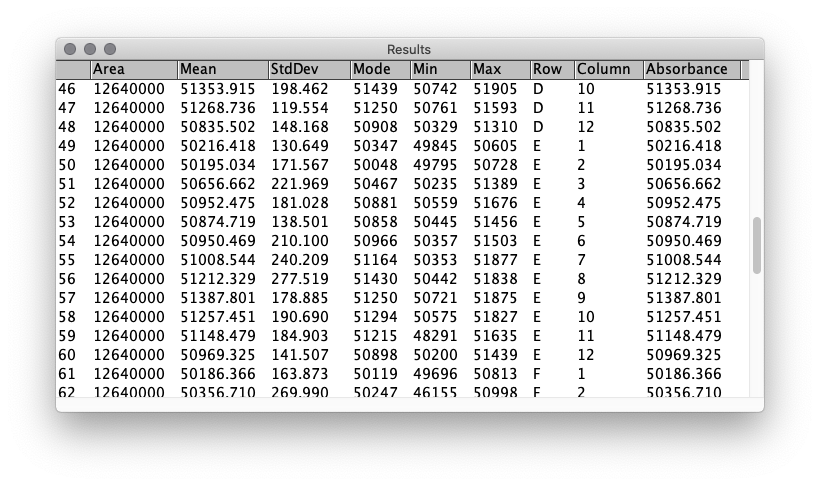 Results
Area Mean StdDev Mode Min Max Row Column Absorbance
46 12640000 51353.915 198.462 51439 50742 51905 D 10 51353.915
47 12640000 51268.736 119.554 51250 50761 51593 D 11 51268.736
48 12640000 50835.502 148.168 50908 50329 51310 D 12 50835.502
49 12640000 50216.418 130.649 50347 49845 50605 E 1 50216.418
50 12640000 50195.034 171.567 50048 49795 50728 E 2 50195.034
51 12640000 50656.662 221.969 50467 50235 51389 E 3 50656.662
52 12640000 50952.475 181.028 50881 50559 51676 E 4 50952.475
53 12640000 50874.719 138.501 50858 50445 51456 E 5 50874.719
54 12640000 50950.469 210.100 50966 50357 51503 E 6 50950.469
55 12640000 51008.544 240.209 51164 50353 51877 E 7 51008.544
56 12640000 51212.329 277.519 51430 50442 51838 E 8 51212.329
57 12640000 51387.801 178.885 51250 50721 51875 E 9 51387.801
58 12640000 51257.451 190.690 51294 50575 51827 E 10 51257.451
59 12640000 51148.479 184.903 51215 48291 51635 E 11 51148.479
60 12640000 50969.325 141.507 50898 50200 51439 E 12 50969.325
61 12640000 50186.366 163.873 50119 49696 50813 F 1 50186.366
62 12640000 50356.710 269.990 50247 46155 50998 F 2 50356.710